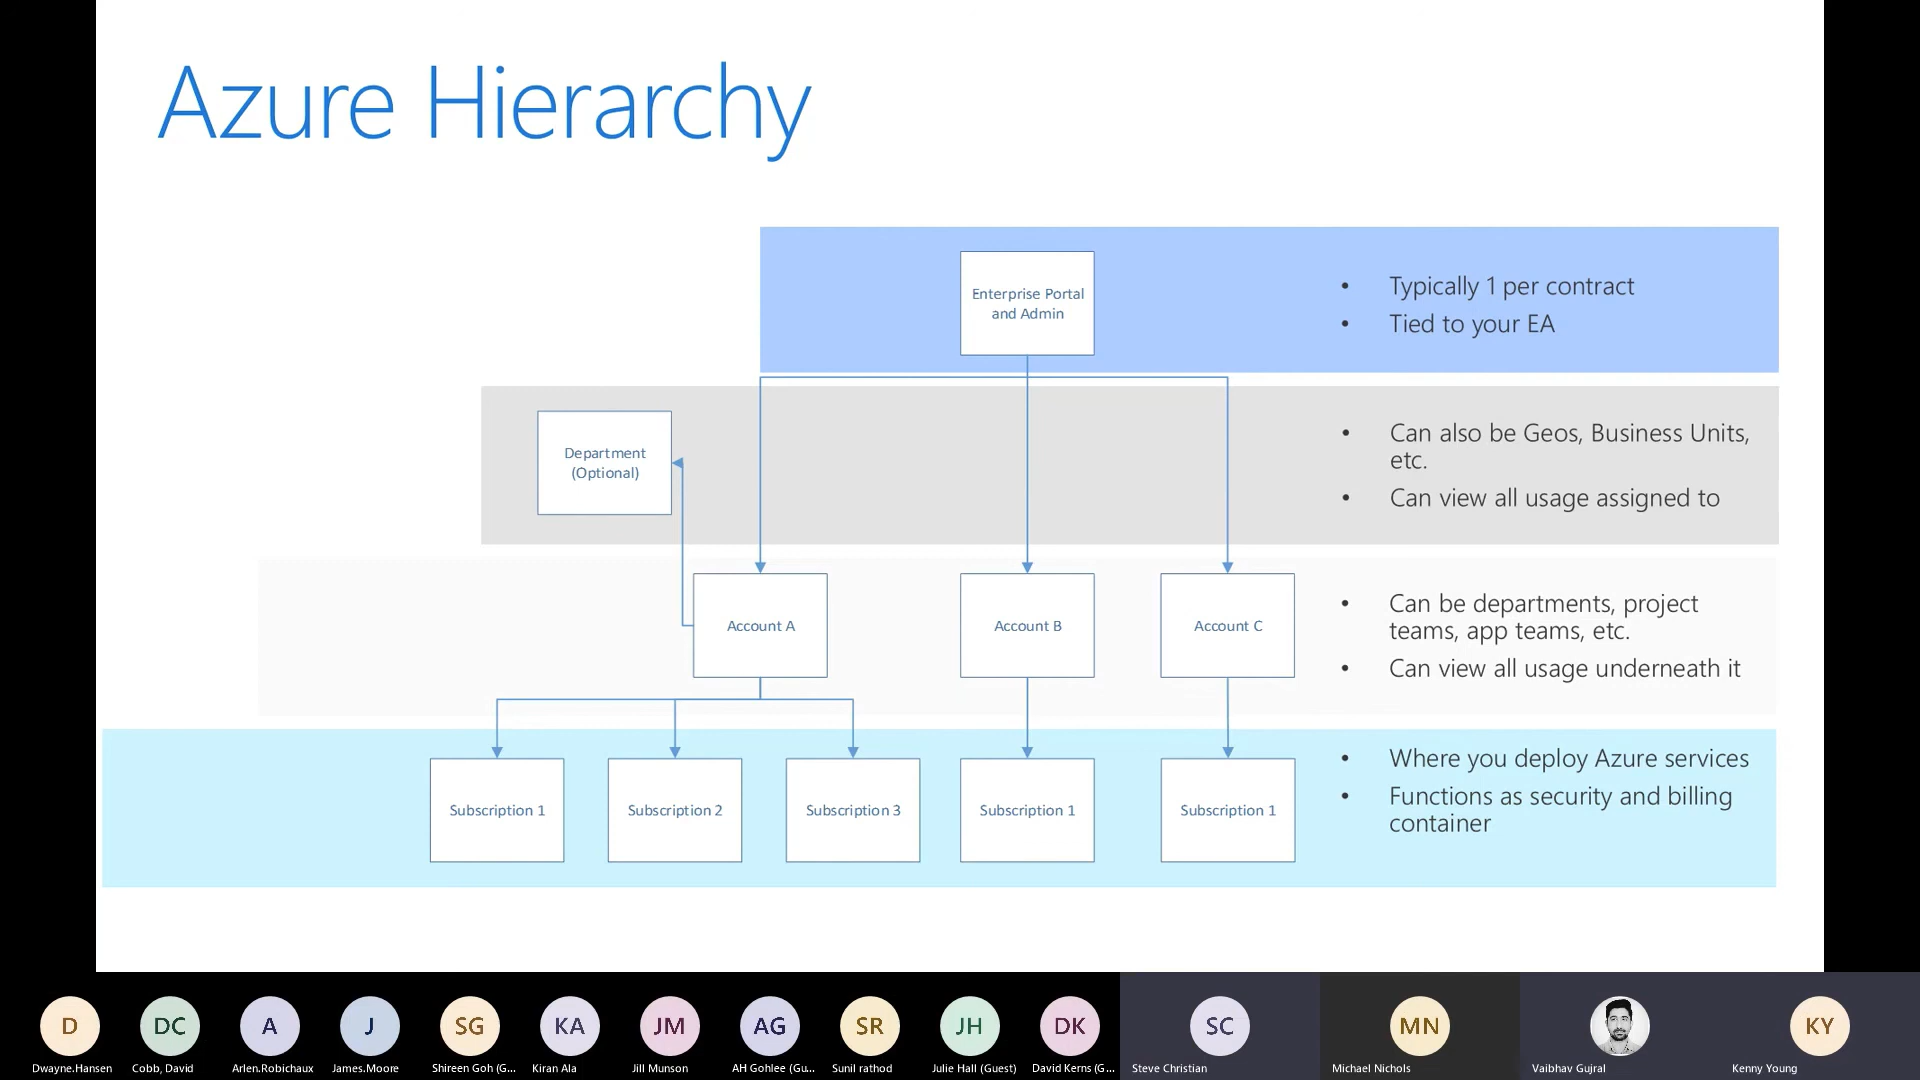 Azure Hierarchy
Enterprise Portal
and Admin
• Typically 1 per contract
• Tied to your EA
Department
(Optional)
• Can also be Geos, Business Units,
etc.
• Can view all usage assigned to
Account A
Account B
Account C
• Can be departments, project
teams, app teams, etc.
• Can view all usage underneath it
Subscription 1
Subscription 2
Subscription 3
Subscription 1
Subscription 1
• Where you deploy Azure services
• Functions as security and billing
container
D
DC
A
J
SG
KA
JM
AG
SR
JH
DK
SC
MN
KY
Dwayne.Hansen
Cobb, David
Arlen.Robichaux
James.Moore
Shireen Goh (G...
Kiran Ala
Jill Munson
AH Gohlee (Gu...
Sunil rathod
Julie Hall (Guest)
David Kerns (G...
Steve Christian
Michael Nichols
Vaibhav Gujral
Kenny Young